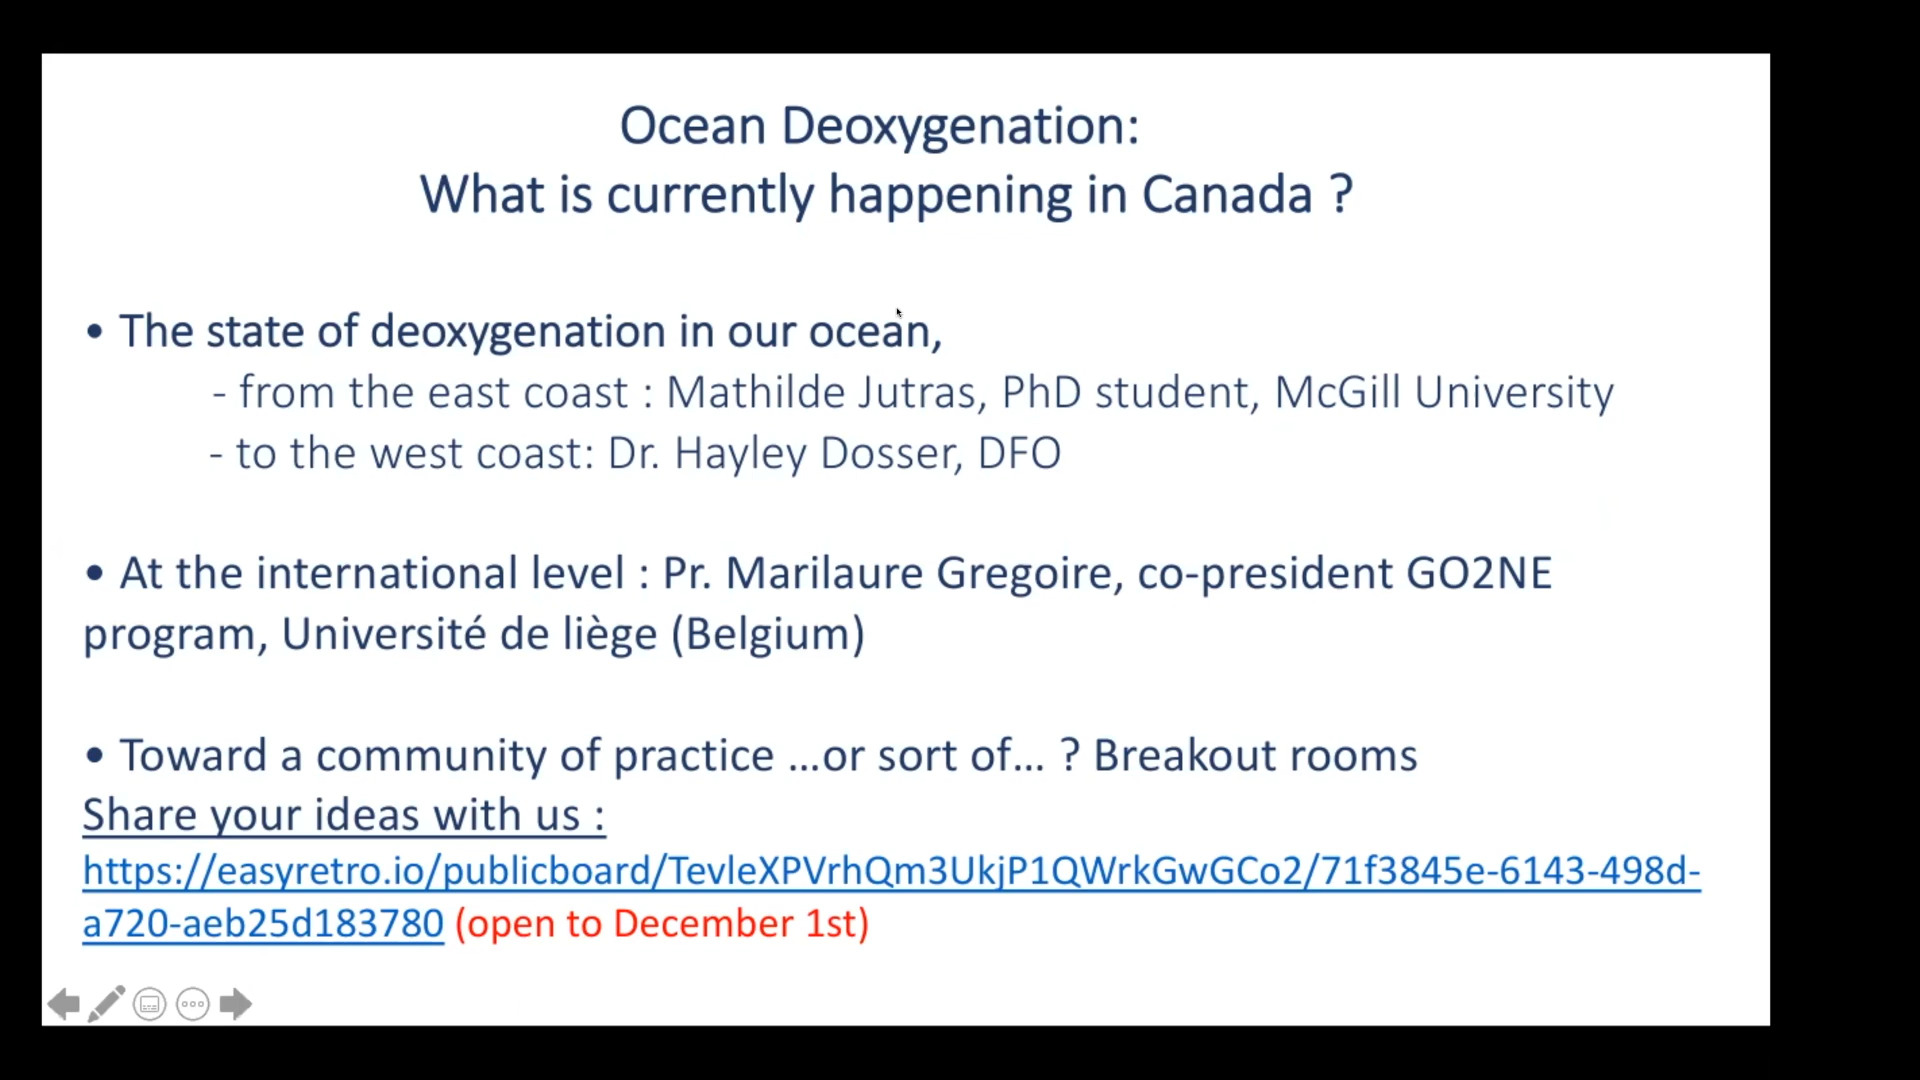 Ocean Deoxygenation:
What is currently happening in Canada ?
• The state of deoxygenation in our ocean,
- from the east coast : Mathilde Jutras, PhD student, McGill University
- to the west coast: Dr. Hayley Dosser, DFO
• At the international level : Pr. Marilaure Gregoire, co-president GO2NE
program, Université de liège (Belgium)
• Toward a community of practice ...or sort of... ? Breakout rooms
Share your ideas with us :
https://easyretro.io/publicboard/TevleXPVrhQm3UkjP1QWrkGwGCo2/71f3845e-6143-498d-
a720-aeb25d183780 (open to December 1st)